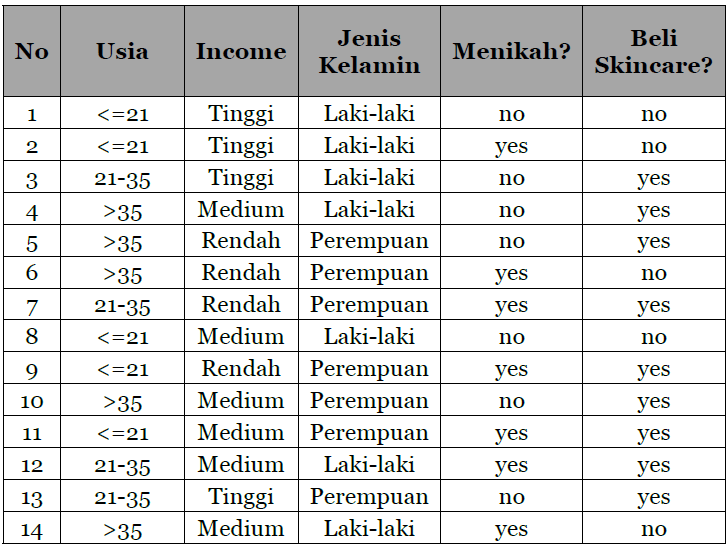 No Usia Income Jenis Kelamin Menikah? Beli Skincare?
1 <=21 Tinggi Laki-laki no no
2 <=21 Tinggi Laki-laki yes no
3 21-35 Tinggi Laki-laki no yes
4 >35 Medium Laki-laki no yes
5 >35 Rendah Perempuan no yes
6 >35 Rendah Perempuan yes no
7 21-35 Rendah Perempuan yes yes
8 <=21 Medium Laki-laki no no
9 <=21 Rendah Perempuan yes yes
10 >35 Medium Perempuan no yes
11 <=21 Medium Perempuan yes yes
12 21-35 Medium Laki-laki yes yes
13 21-35 Tinggi Perempuan no yes
14 >35 Medium Laki-laki yes no